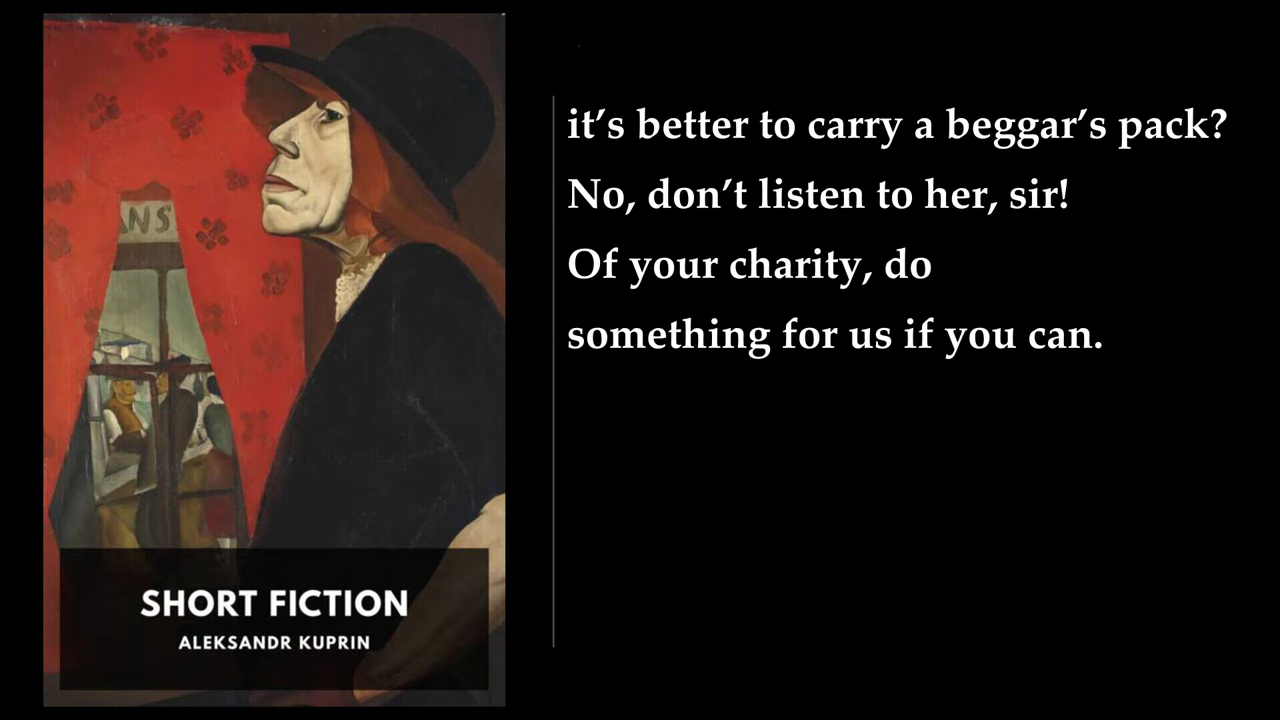 ANS
SHORT FICTION
ALEKSANDR KUPRIN
it’s better to carry a beggar’s pack?
No, don’t listen to her, sir!
Of your charity, do
something for us if you can.